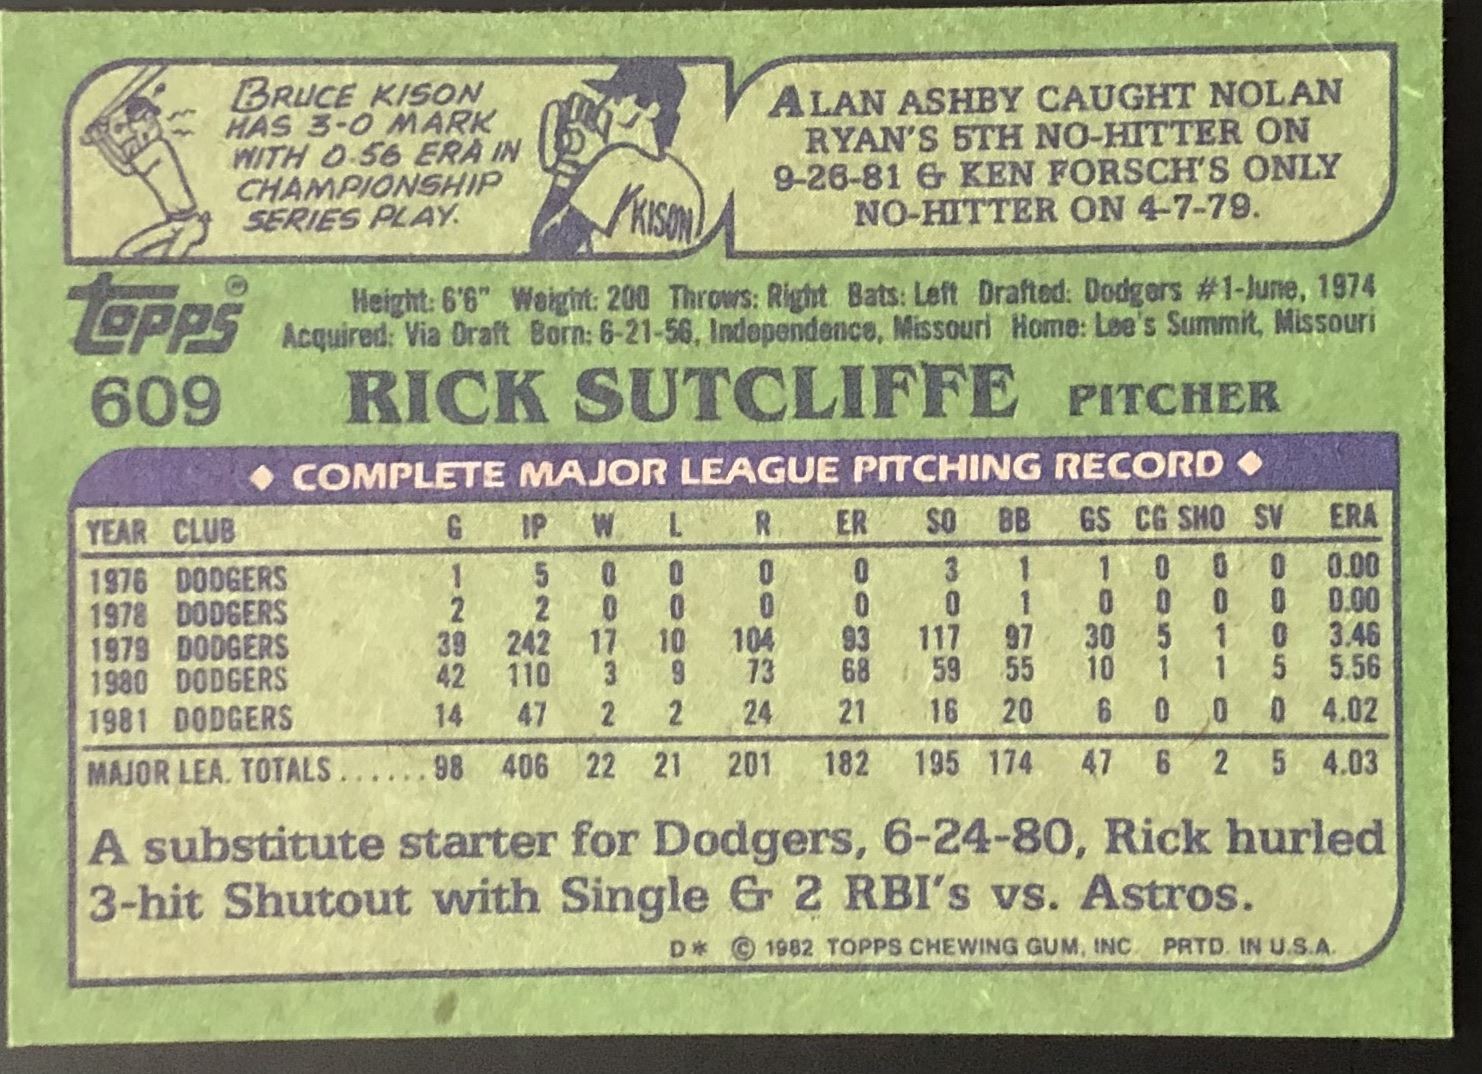 BRUCE KISON
HAS 3-0 MARK
WITH 0.56 ERA IN
CHAMPIONSHIP
SERIES PLAY.
KISON
ALAN ASHBY CAUGHT NOLAN
RYAN'S 5TH NO-HITTER ON
9-26-81 & KEN FORSCH'S ONLY
NO-HITTER ON 4-7-79.
Topps®
Height: 6'6" Weight: 200 Throws: Right Bats: Left Drafted: Dodgers #1-June, 1974
Acquired: Via Draft Born: 6-21-56, Independence, Missouri Home: Lee's Summit, Missouri
609 RICK SUTCLIFFE PITCHER
◆ COMPLETE MAJOR LEAGUE PITCHING RECORD ◆
YEAR CLUB G IP W L R ER SO BB GS CG SHO SV ERA
1976 DODGERS 1 5 0 0 0 0 3 1 1 0 0 0 0.00
1978 DODGERS 2 2 0 0 0 0 0 1 0 0 0 0 0.00
1979 DODGERS 39 242 17 10 104 93 117 97 30 5 1 0 3.46
1980 DODGERS 42 110 3 9 73 68 59 55 10 1 1 5 5.56
1981 DODGERS 14 47 2 2 24 21 16 20 6 0 0 0 4.02
MAJOR LEA. TOTALS ...... 98 406 22 21 201 182 195 174 47 6 2 5 4.03
A substitute starter for Dodgers, 6-24-80, Rick hurled
3-hit Shutout with Single & 2 RBI's vs. Astros.
D* © 1982 TOPPS CHEWING GUM, INC. PRTD. IN U.S.A.